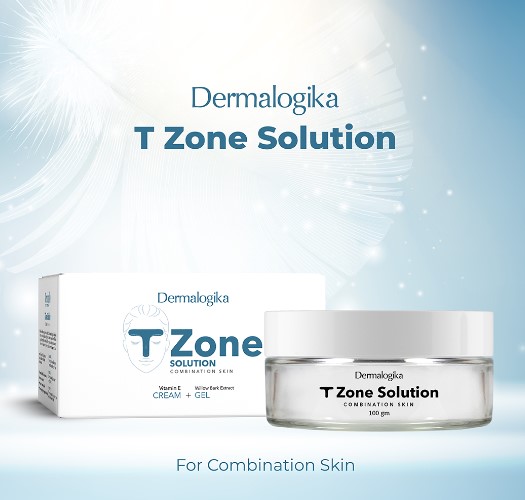 Dermalogika
T Zone Solution
Dermalogika
T Zone
SOLUTION
COMBINATION SKIN
Vitamin E Willow Bark Extract
CREAM + GEL
Dermalogika
T Zone Solution
COMBINATION SKIN
100 gm
For Combination Skin